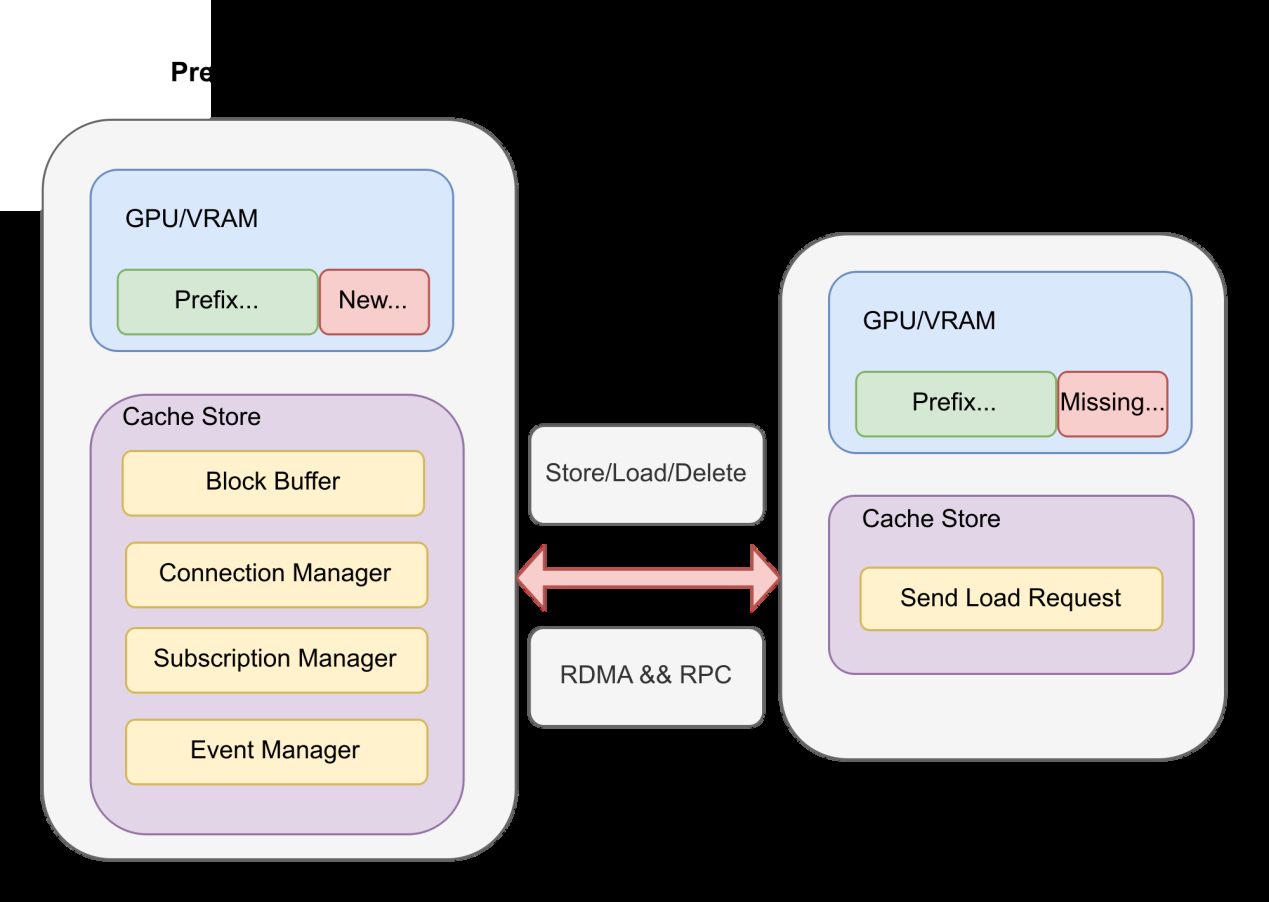 Pre
GPU/VRAM
Prefix...
New...
Cache Store
Block Buffer
Connection Manager
Subscription Manager
Event Manager
Store/Load/Delete
RDMA && RPC
GPU/VRAM
Prefix...
Missing...
Cache Store
Send Load Request